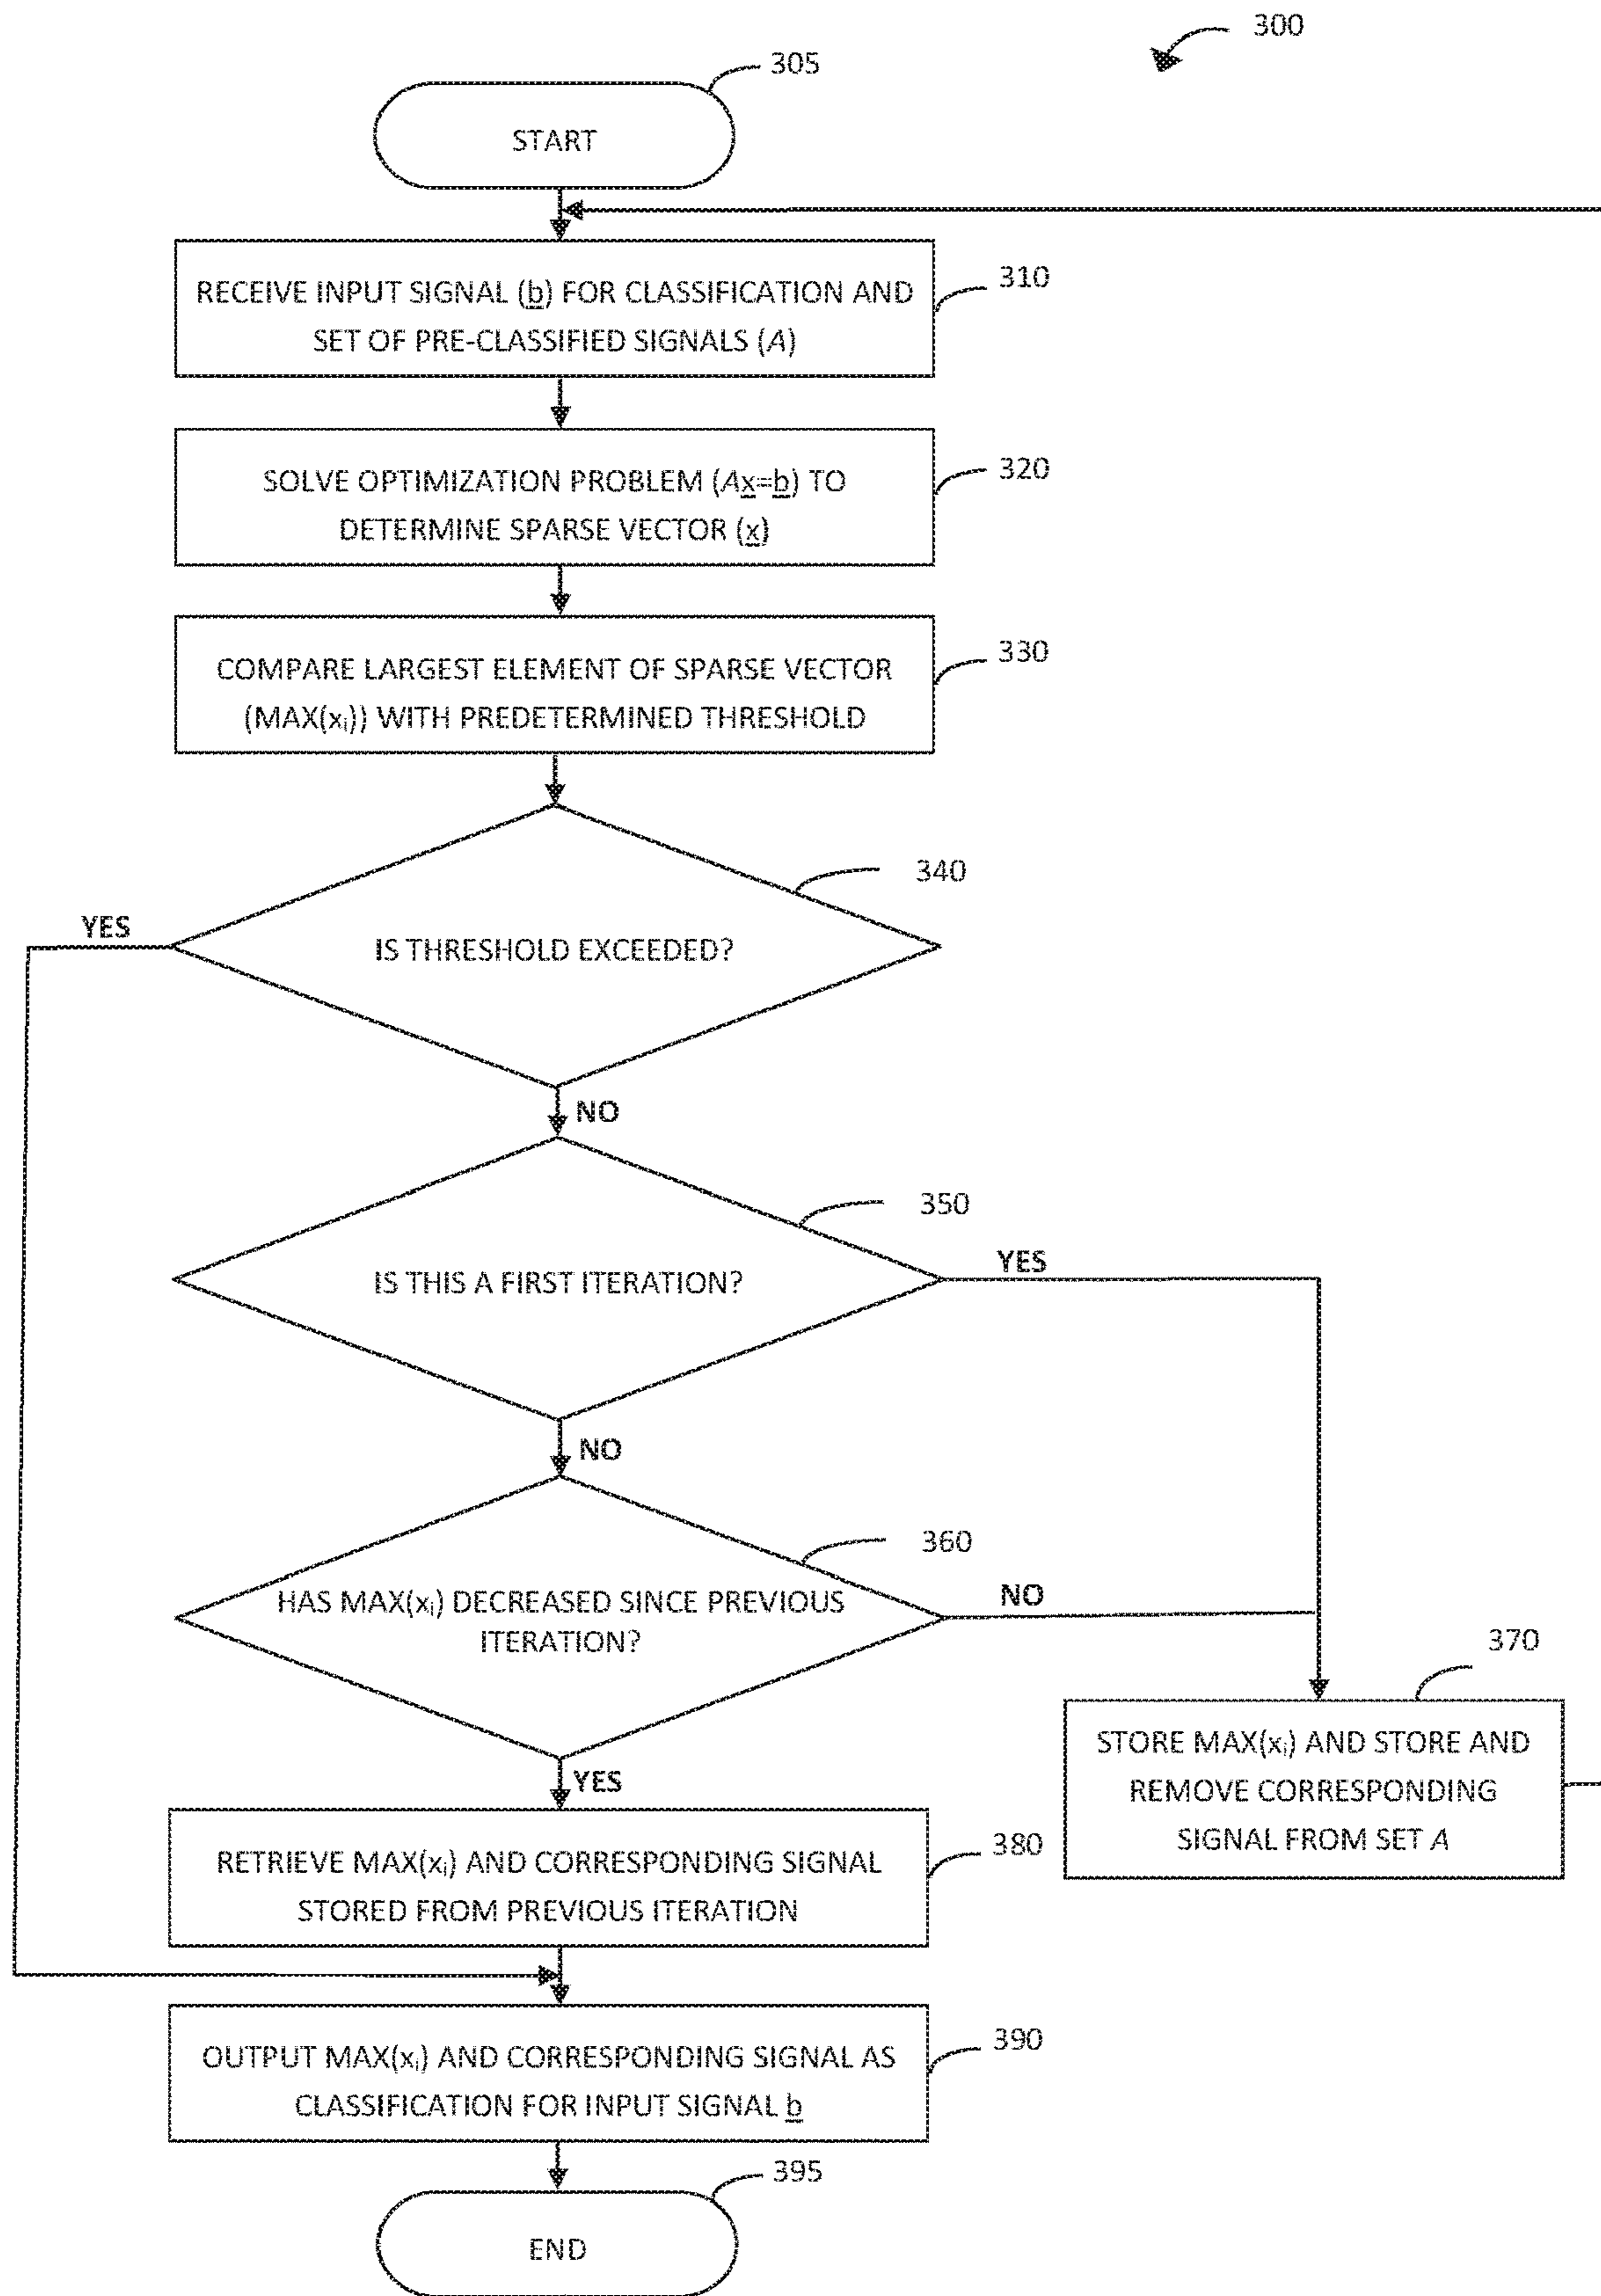 300
305
START
310
RECEIVE INPUT SIGNAL (b) FOR CLASSIFICATION AND
SET OF PRE-CLASSIFIED SIGNALS (A)
320
SOLVE OPTIMIZATION PROBLEM (Ax=b) TO
DETERMINE SPARSE VECTOR (x)
330
COMPARE LARGEST ELEMENT OF SPARSE VECTOR
(MAX(xi)) WITH PREDETERMINED THRESHOLD
340
YES
IS THRESHOLD EXCEEDED?
NO
350
YES
IS THIS A FIRST ITERATION?
NO
360
HAS MAX(xi) DECREASED SINCE PREVIOUS
ITERATION?
NO
370
STORE MAX(xi) AND STORE AND
REMOVE CORRESPONDING
SIGNAL FROM SET A
YES
380
RETRIEVE MAX(xi) AND CORRESPONDING SIGNAL
STORED FROM PREVIOUS ITERATION
390
OUTPUT MAX(xi) AND CORRESPONDING SIGNAL AS
CLASSIFICATION FOR INPUT SIGNAL b
395
END